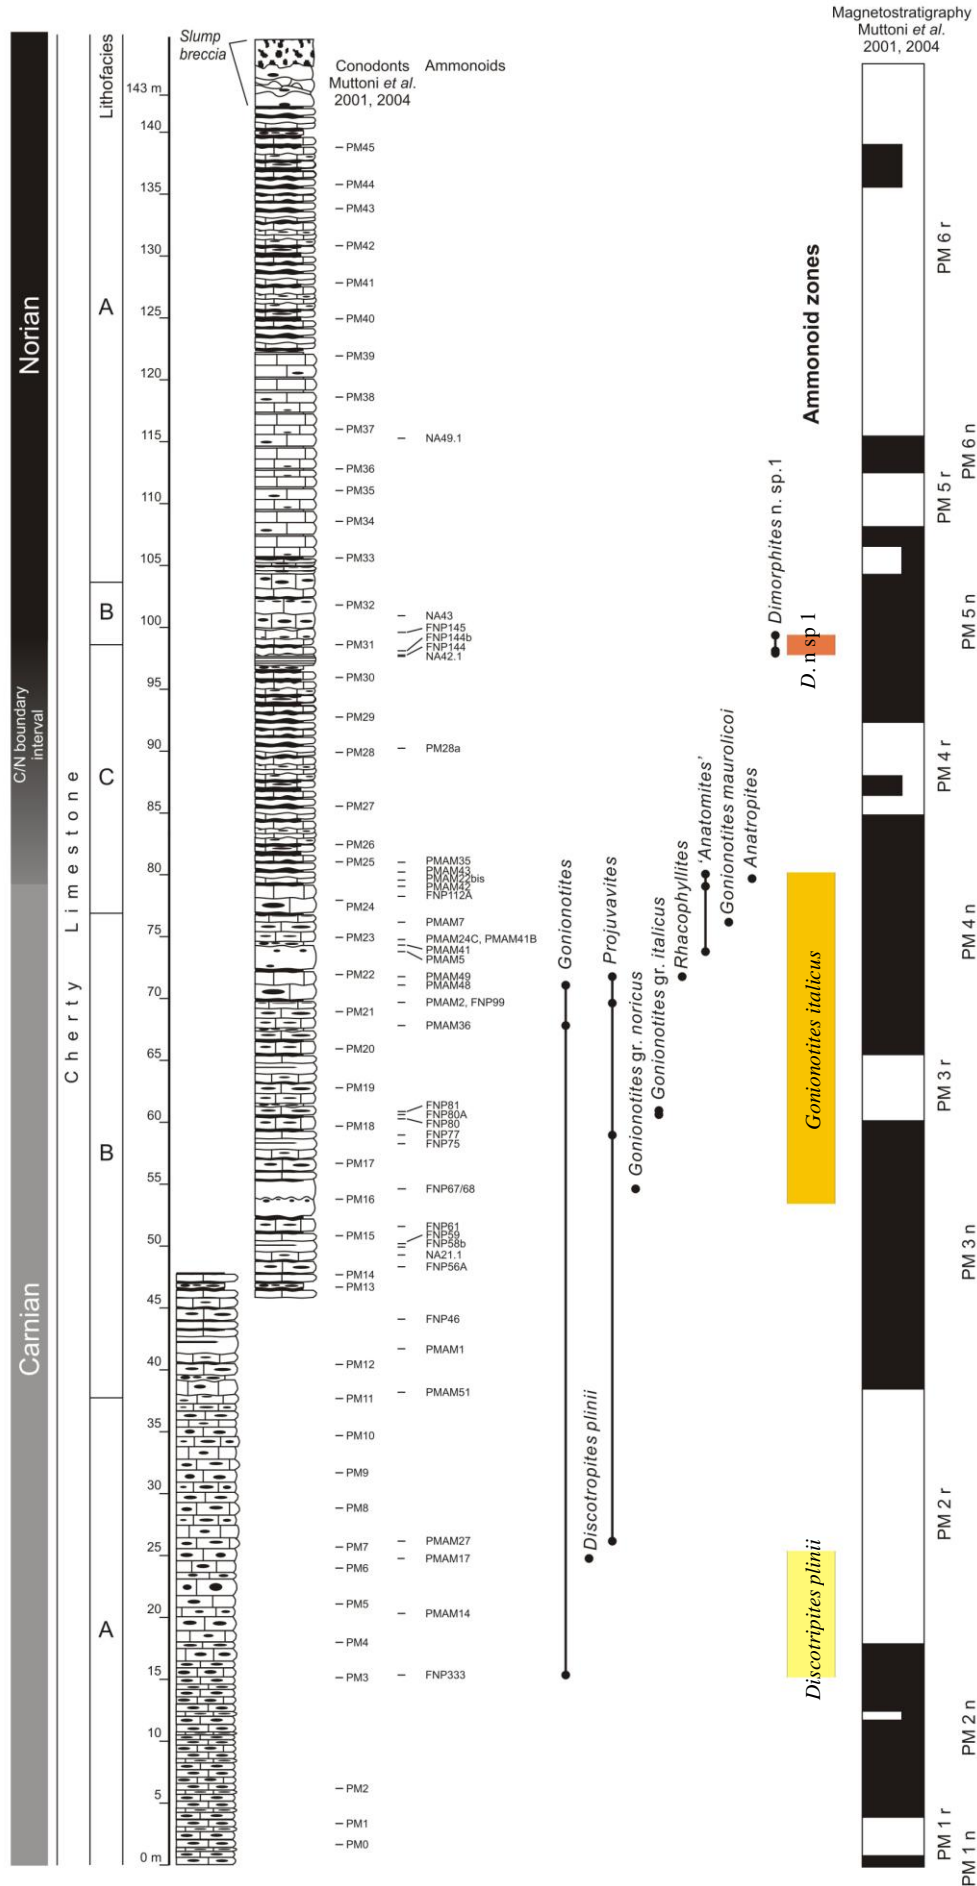 Magnetostratigraphy
Muttoni et al.
2001, 2004
Slump
breccia
Conodonts
Muttoni et al.
2001, 2004
Ammonoids
Lithofacies
Norian
C/N boundary
interval
Carnian
Cherty Limestone
A
B
C
B
A
143 m
140
135
130
125
120
115
110
105
100
95
90
85
80
75
70
65
60
55
50
45
40
35
30
25
20
15
10
5
0 m
PM45
PM44
PM43
PM42
PM41
PM40
PM39
PM38
PM37
PM36
PM35
PM34
PM33
PM32
PM31
PM30
PM29
PM28
PM27
PM26
PM25
PM24
PM23
PM22
PM21
PM20
PM19
PM18
PM17
PM16
PM15
PM14
PM13
PM12
PM11
PM10
PM9
PM8
PM7
PM6
PM5
PM4
PM3
PM2
PM1
PM0
NA49.1
NA43
FNP145
FNP144b
FNP144
NA42.1
PM28a
PMAM35
PMAM43
PMAM22bis
PMAM42
FNP112A
PMAM7
PMAM24C, PMAM41B
PMAM41
PMAM5
PMAM49
PMAM48
PMAM2, FNP99
PMAM36
FNP81
FNP80A
FNP80
FNP77
FNP75
FNP67/68
FNP61
FNP59
FNP58b
NA21.1
FNP56A
FNP46
PMAM1
PMAM51
PMAM27
PMAM17
PMAM14
FNP333
Gonionotites
Discotropites plinii
Projuvavites
Gonionotites gr. noricus
Gonionotites gr. italicus
Rhacophyllites
'Anatomites'
Gonionotites maurolicoi
Anatropites
Dimorphites n. sp.1
Ammonoid zones
D. n sp 1
Gonionotites italicus
Discotripites plinii
PM 6 r
PM 6 n
PM 5 r
PM 5 n
PM 4 r
PM 4 n
PM 3 r
PM 3 n
PM 2 r
PM 2 n
PM 1 r
PM 1 n